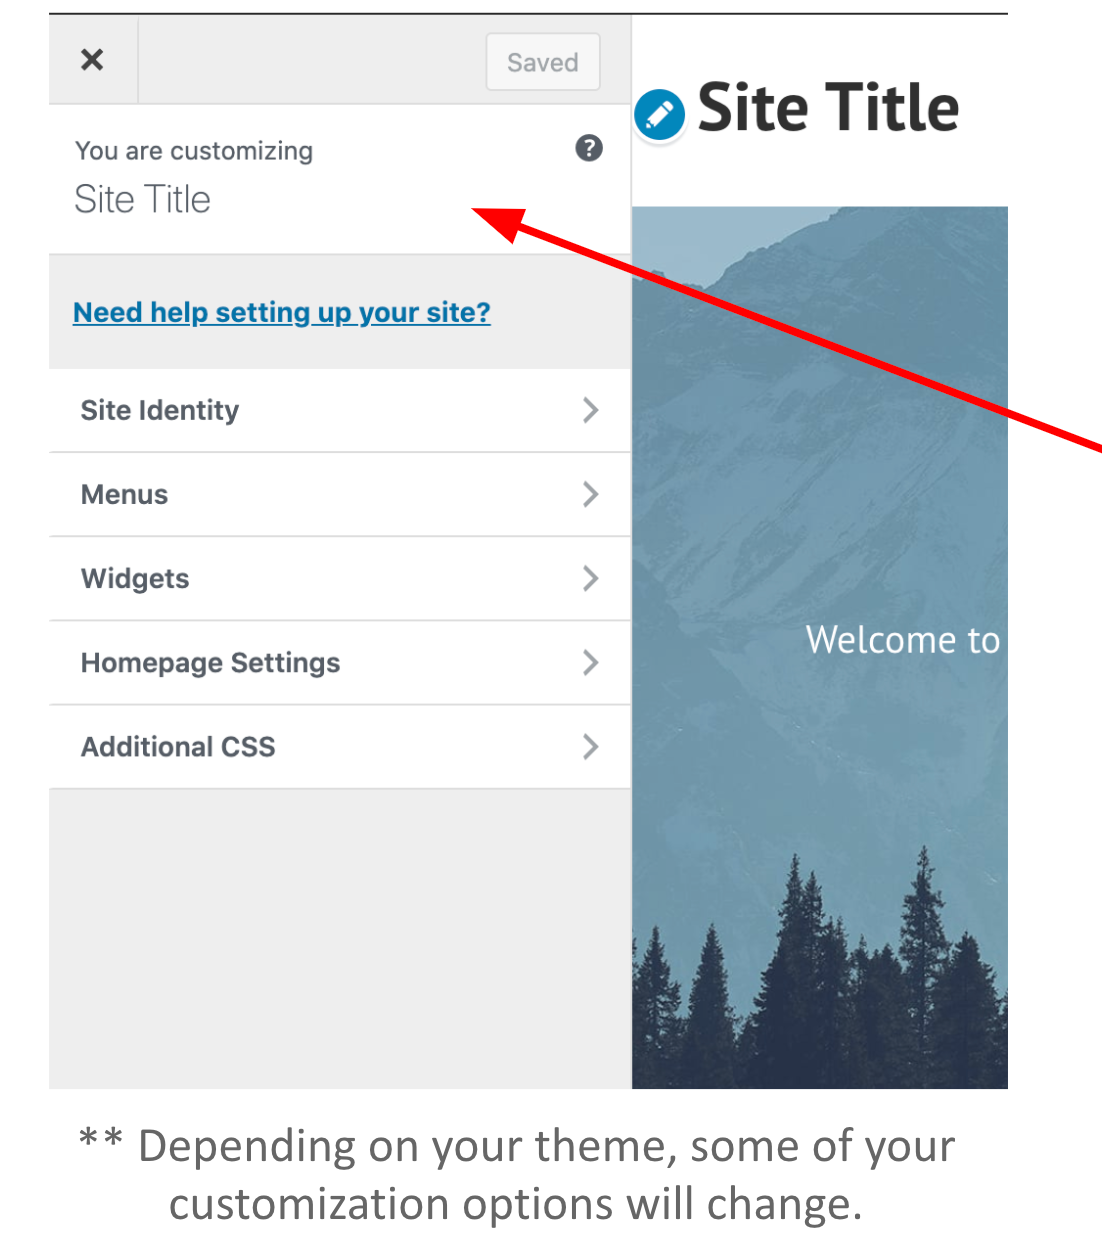 Saved
You are customizing
Site Title
Need help setting up your site?
Site Identity
Menus
Widgets
Homepage Settings
Additional CSS
Site Title
Welcome to
** Depending on your theme, some of your
customization options will change.